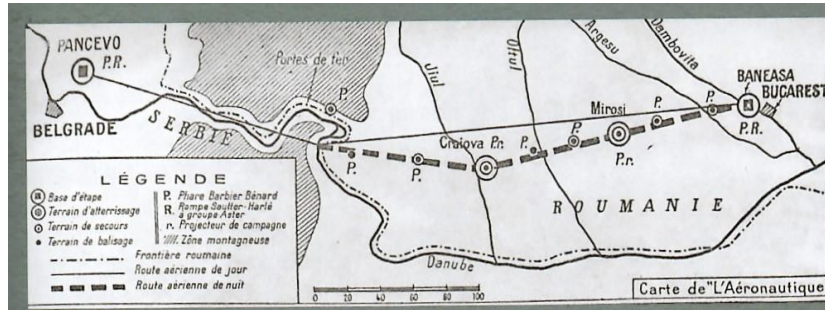 PANCEVO
P.R.
BELGRADE
SERBIE
Portes de fer
P.
Jiul
Oltul
Argesu
Dambovita
BANEASA
BUCAREST
P.R.
P.
P.
Mirosi
P.r.
P.
P.
Craiova P.r.
P.
P.
ROUMANIE
Danube
LÉGENDE
Base d'étape
Terrain d'atterrissage
Terrain de secours
Terrain de balisage
P. Phare Barbier Bénard
R. Rampe Sautter-Harlé
à groupe Aster
r. Projecteur de campagne
Zône montagneuse
Frontière roumaine
Route aérienne de jour
Route aérienne de nuit
0 20 40 60 80 100
Carte de "L'Aéronautique